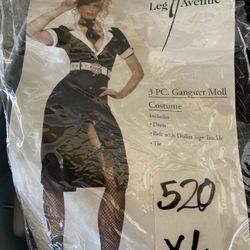 Leg Avenue
3 PC. Gangster Moll
Costume
Includes
• Dress
• Belt with Dollar Sign Buckle
• Tie
520
XL